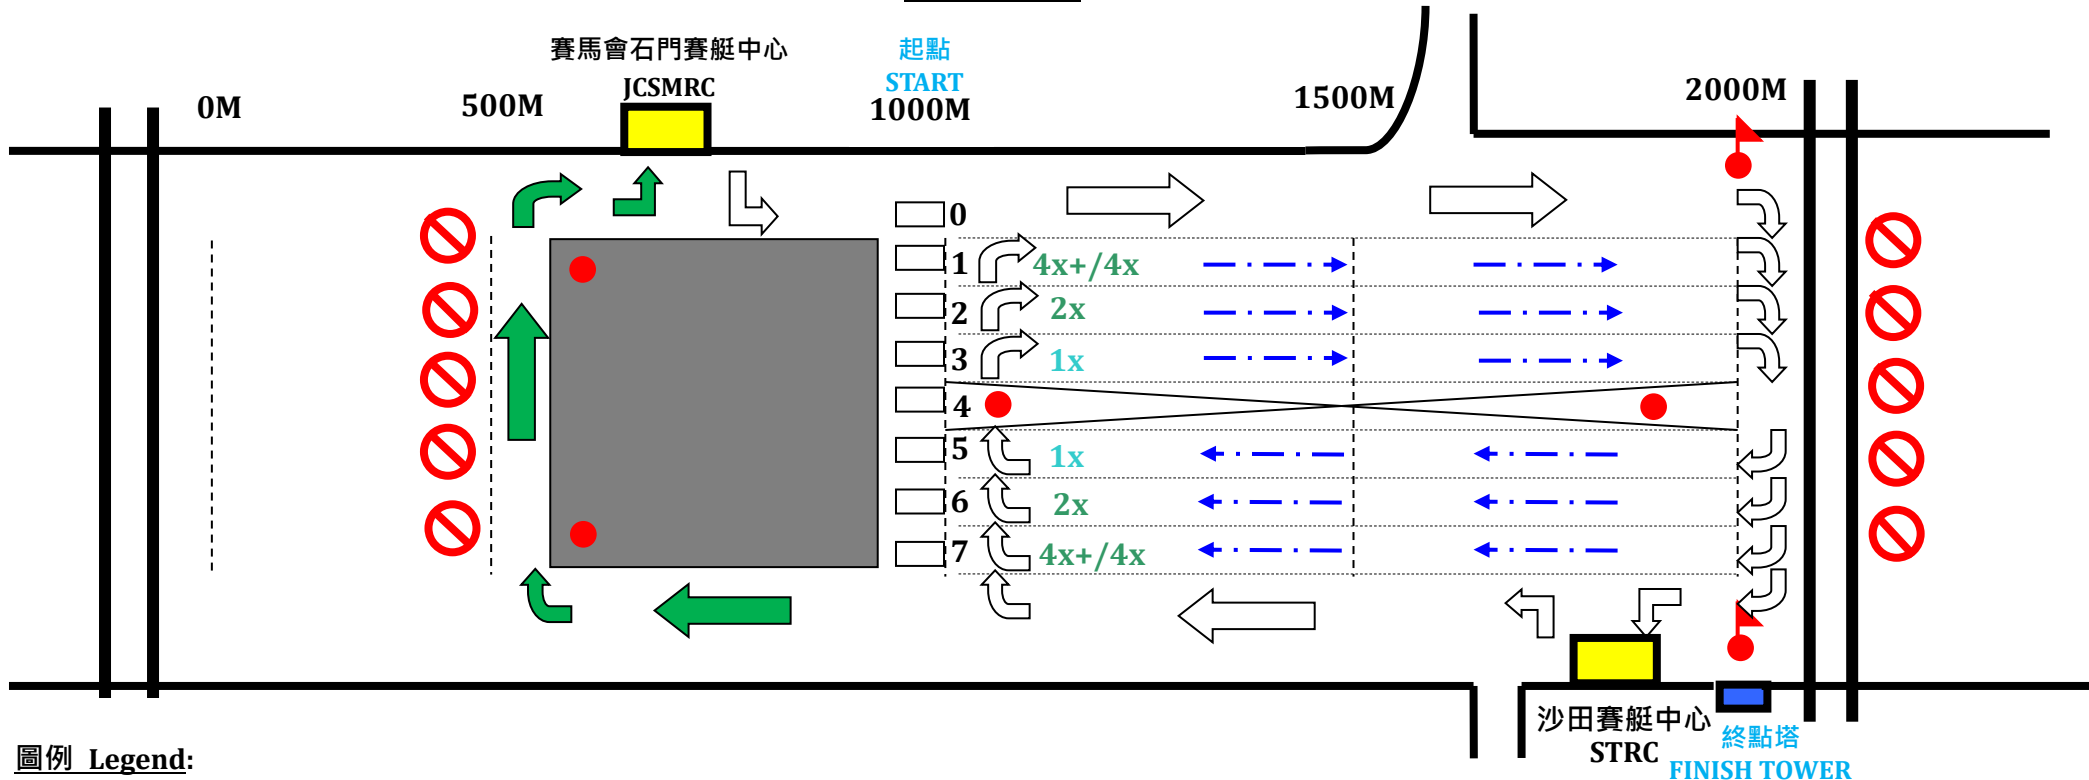 賽馬會石門賽艇中心
JCSMRC
起點
START
0M
500M
1000M
1500M
2000M
0
1
4x+/4x
2
2x
3
1x
4
5
1x
6
2x
7
4x+/4x
沙田賽艇中心
STRC
終點塔
FINISH TOWER
圖例 Legend: